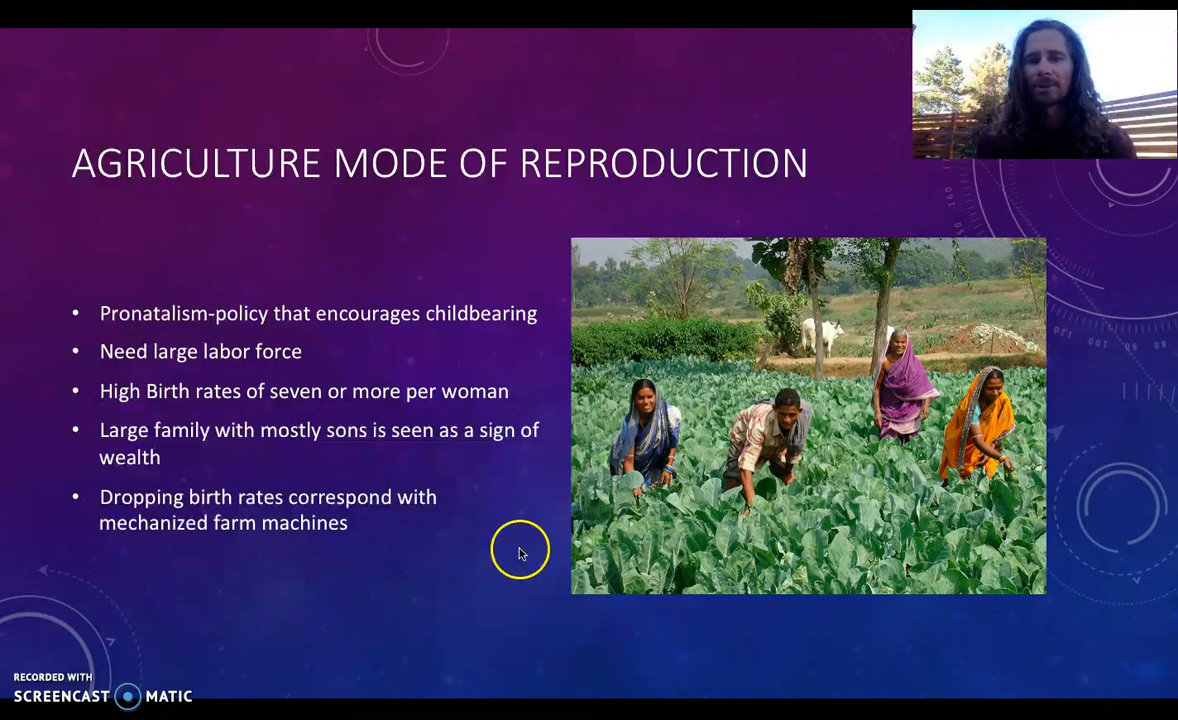 AGRICULTURE MODE OF REPRODUCTION
• Pronatalism-policy that encourages childbearing
• Need large labor force
• High Birth rates of seven or more per woman
• Large family with mostly sons is seen as a sign of
wealth
• Dropping birth rates correspond with
mechanized farm machines
RECORDED WITH
SCREENCAST MATIC